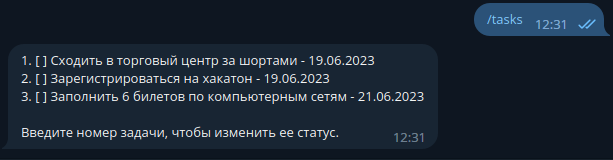 /tasks
12:31
1. [ ] Сходить в торговый центр за шортами - 19.06.2023
2. [ ] Зарегистрироваться на хакатон - 19.06.2023
3. [ ] Заполнить 6 билетов по компьютерным сетям - 21.06.2023
Введите номер задачи, чтобы изменить ее статус.
12:31